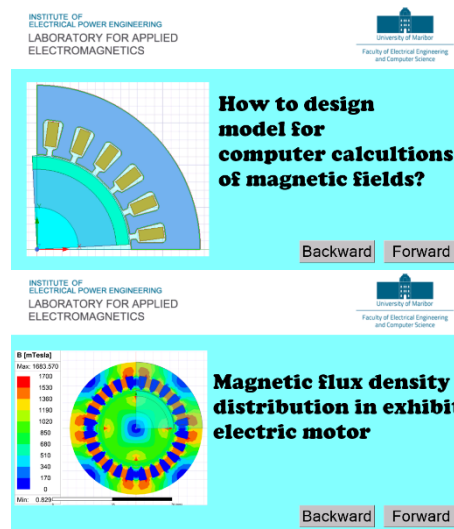 INSTITUTE OF
ELECTRICAL POWER ENGINEERING
LABORATORY FOR APPLIED
ELECTROMAGNETICS
University of Maribor
Faculty of Electrical Engineering
and Computer Science
How to design
model for
computer calcultions
of magnetic fields?
Backward Forward
INSTITUTE OF
ELECTRICAL POWER ENGINEERING
LABORATORY FOR APPLIED
ELECTROMAGNETICS
University of Maribor
Faculty of Electrical Engineering
and Computer Science
B [mTesla]
Max: 1683.570
1700
1530
1360
1190
1020
850
680
510
340
170
0
Min: 0.829
Magnetic flux density
distribution in exhibit
electric motor
Backward Forward